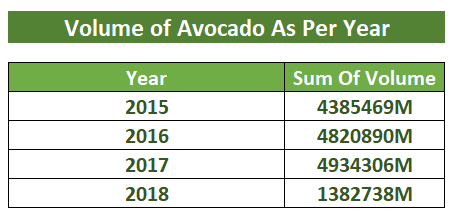 Volume of Avocado As Per Year
Year Sum Of Volume
2015 4385469M
2016 4820890M
2017 4934306M
2018 1382738M